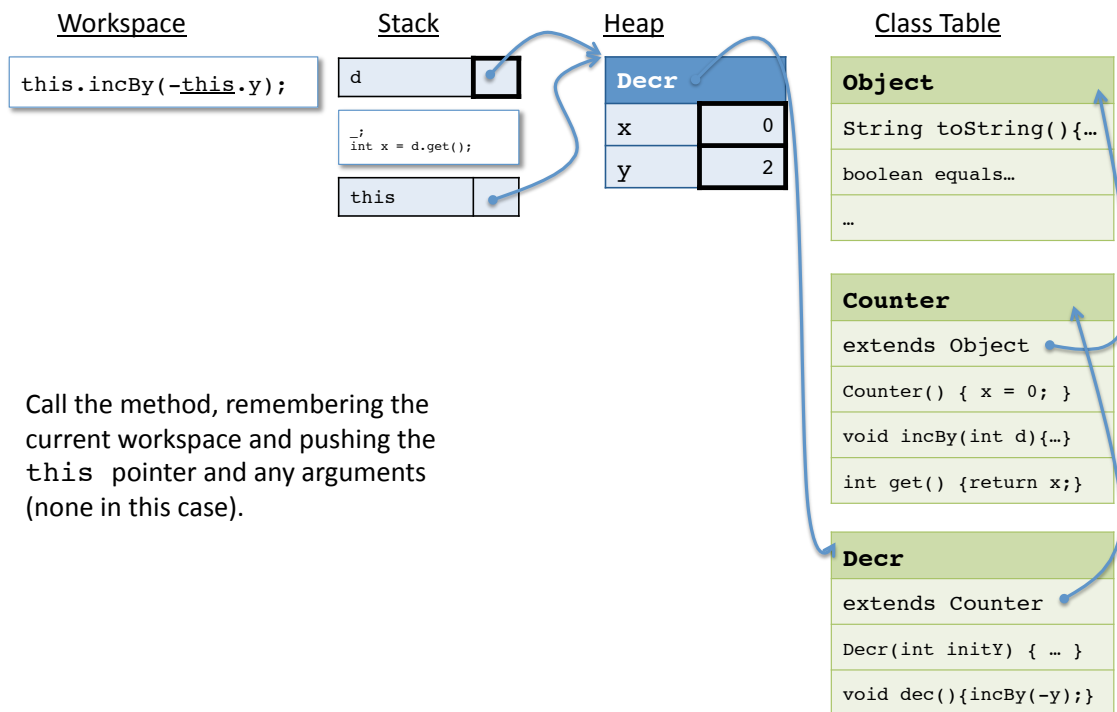 Workspace
Stack
Heap
Class Table
this.incBy(-this.y);
d
_;
int x = d.get();
this
Decr
x 0
y 2
Object
String toString(){…
boolean equals…
…
Counter
extends Object
Counter() { x = 0; }
void incBy(int d){…}
int get() {return x;}
Decr
extends Counter
Decr(int initY) { … }
void dec(){incBy(-y);}
Call the method, remembering the
current workspace and pushing the
this pointer and any arguments
(none in this case).